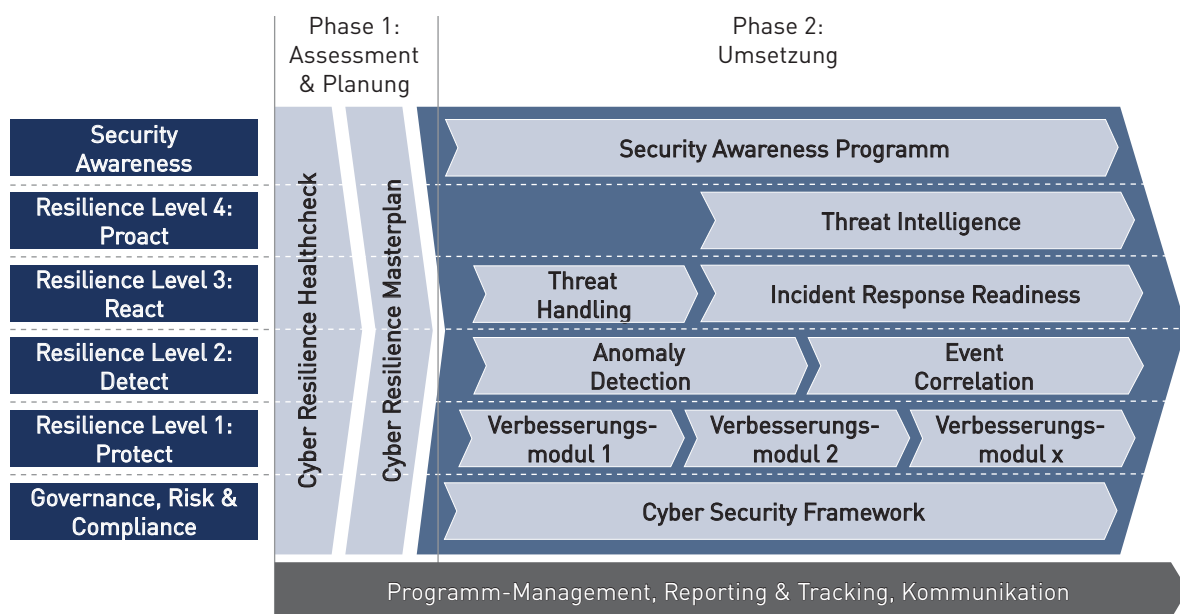 Phase 1:
Assessment
& Planung
Phase 2:
Umsetzung
Security
Awareness
Resilience Level 4:
Proact
Resilience Level 3:
React
Resilience Level 2:
Detect
Resilience Level 1:
Protect
Governance, Risk &
Compliance
Cyber Resilience Healthcheck
Cyber Resilience Masterplan
Security Awareness Programm
Threat Intelligence
Threat
Handling
Incident Response Readiness
Anomaly
Detection
Event
Correlation
Verbesserungs-
modul 1
Verbesserungs-
modul 2
Verbesserungs-
modul x
Cyber Security Framework
Programm-Management, Reporting & Tracking, Kommunikation